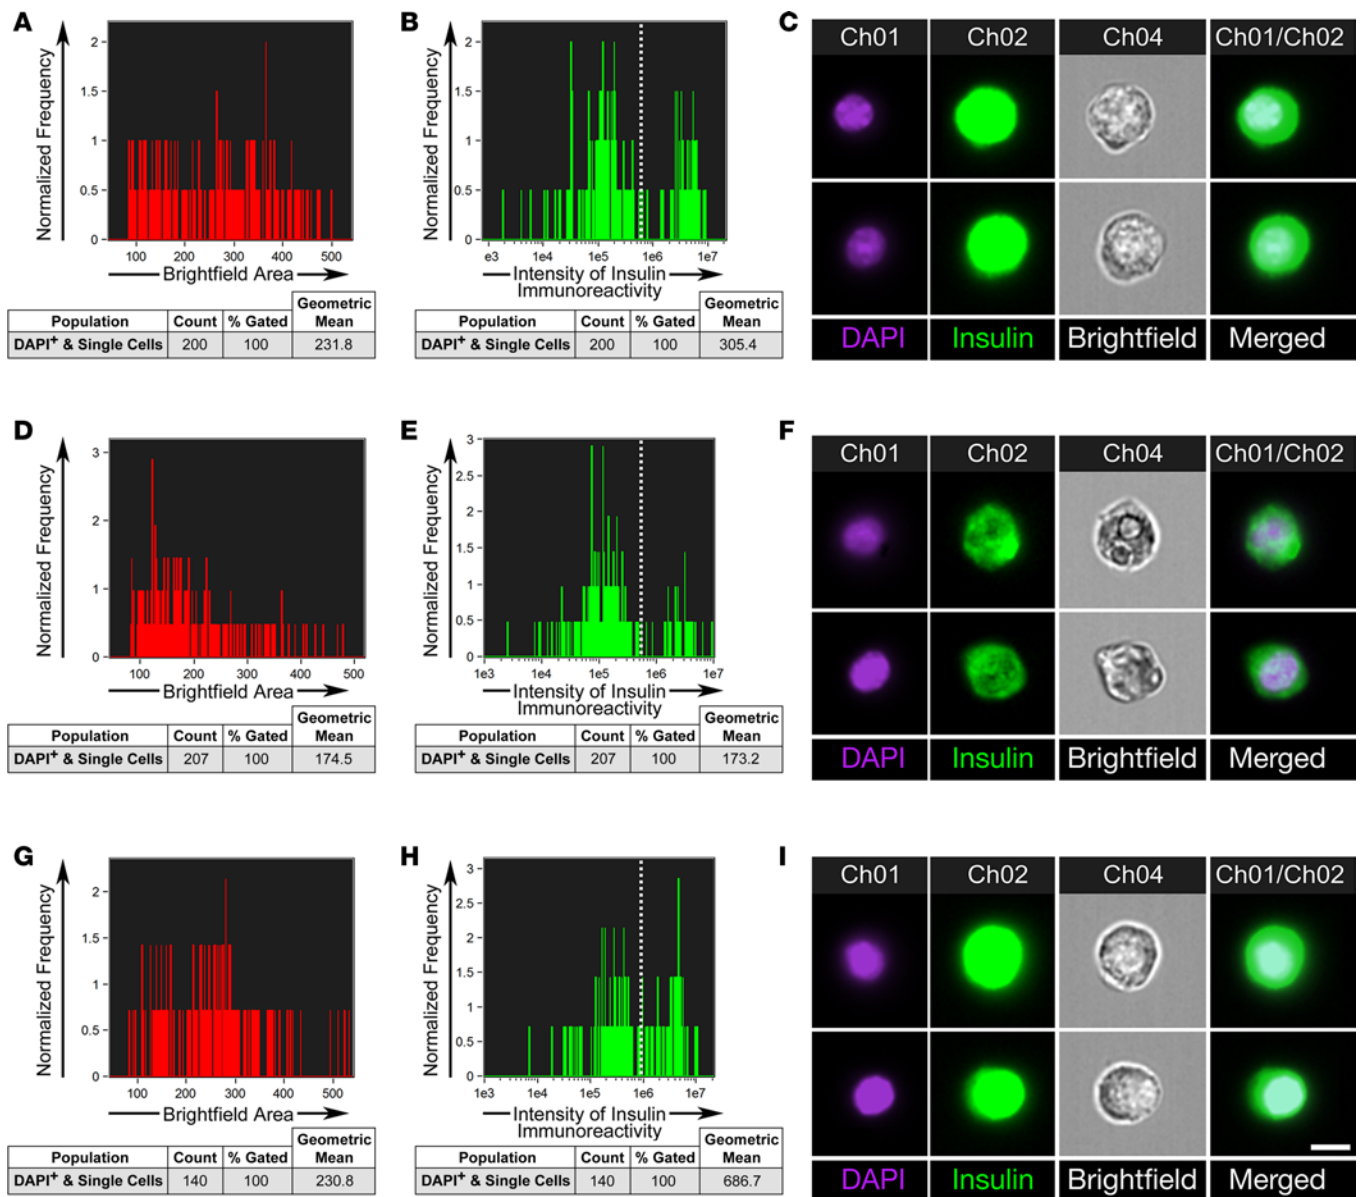 A
Normalized Frequency
2
1.5
1
0.5
0
100 200 300 400 500
Brightfield Area
Population Count % Gated Geometric Mean
DAPI+ & Single Cells 200 100 231.8
B
Normalized Frequency
2
1.5
1
0.5
0
e3 1e4 1e5 1e6 1e7
Intensity of Insulin
Immunoreactivity
Population Count % Gated Geometric Mean
DAPI+ & Single Cells 200 100 305.4
C
Ch01 Ch02 Ch04 Ch01/Ch02
DAPI Insulin Brightfield Merged
D
Normalized Frequency
3
2
1
0
100 200 300 400 500
Brightfield Area
Population Count % Gated Geometric Mean
DAPI+ & Single Cells 207 100 174.5
E
Normalized Frequency
3
2.5
2
1.5
1
0.5
0
1e3 1e4 1e5 1e6 1e7
Intensity of Insulin
Immunoreactivity
Population Count % Gated Geometric Mean
DAPI+ & Single Cells 207 100 173.2
F
Ch01 Ch02 Ch04 Ch01/Ch02
DAPI Insulin Brightfield Merged
G
Normalized Frequency
2
1.5
1
0.5
0
100 200 300 400 500
Brightfield Area
Population Count % Gated Geometric Mean
DAPI+ & Single Cells 140 100 230.8
H
Normalized Frequency
3
2.5
2
1.5
1
0.5
0
1e3 1e4 1e5 1e6 1e7
Intensity of Insulin
Immunoreactivity
Population Count % Gated Geometric Mean
DAPI+ & Single Cells 140 100 686.7
I
Ch01 Ch02 Ch04 Ch01/Ch02
DAPI Insulin Brightfield Merged